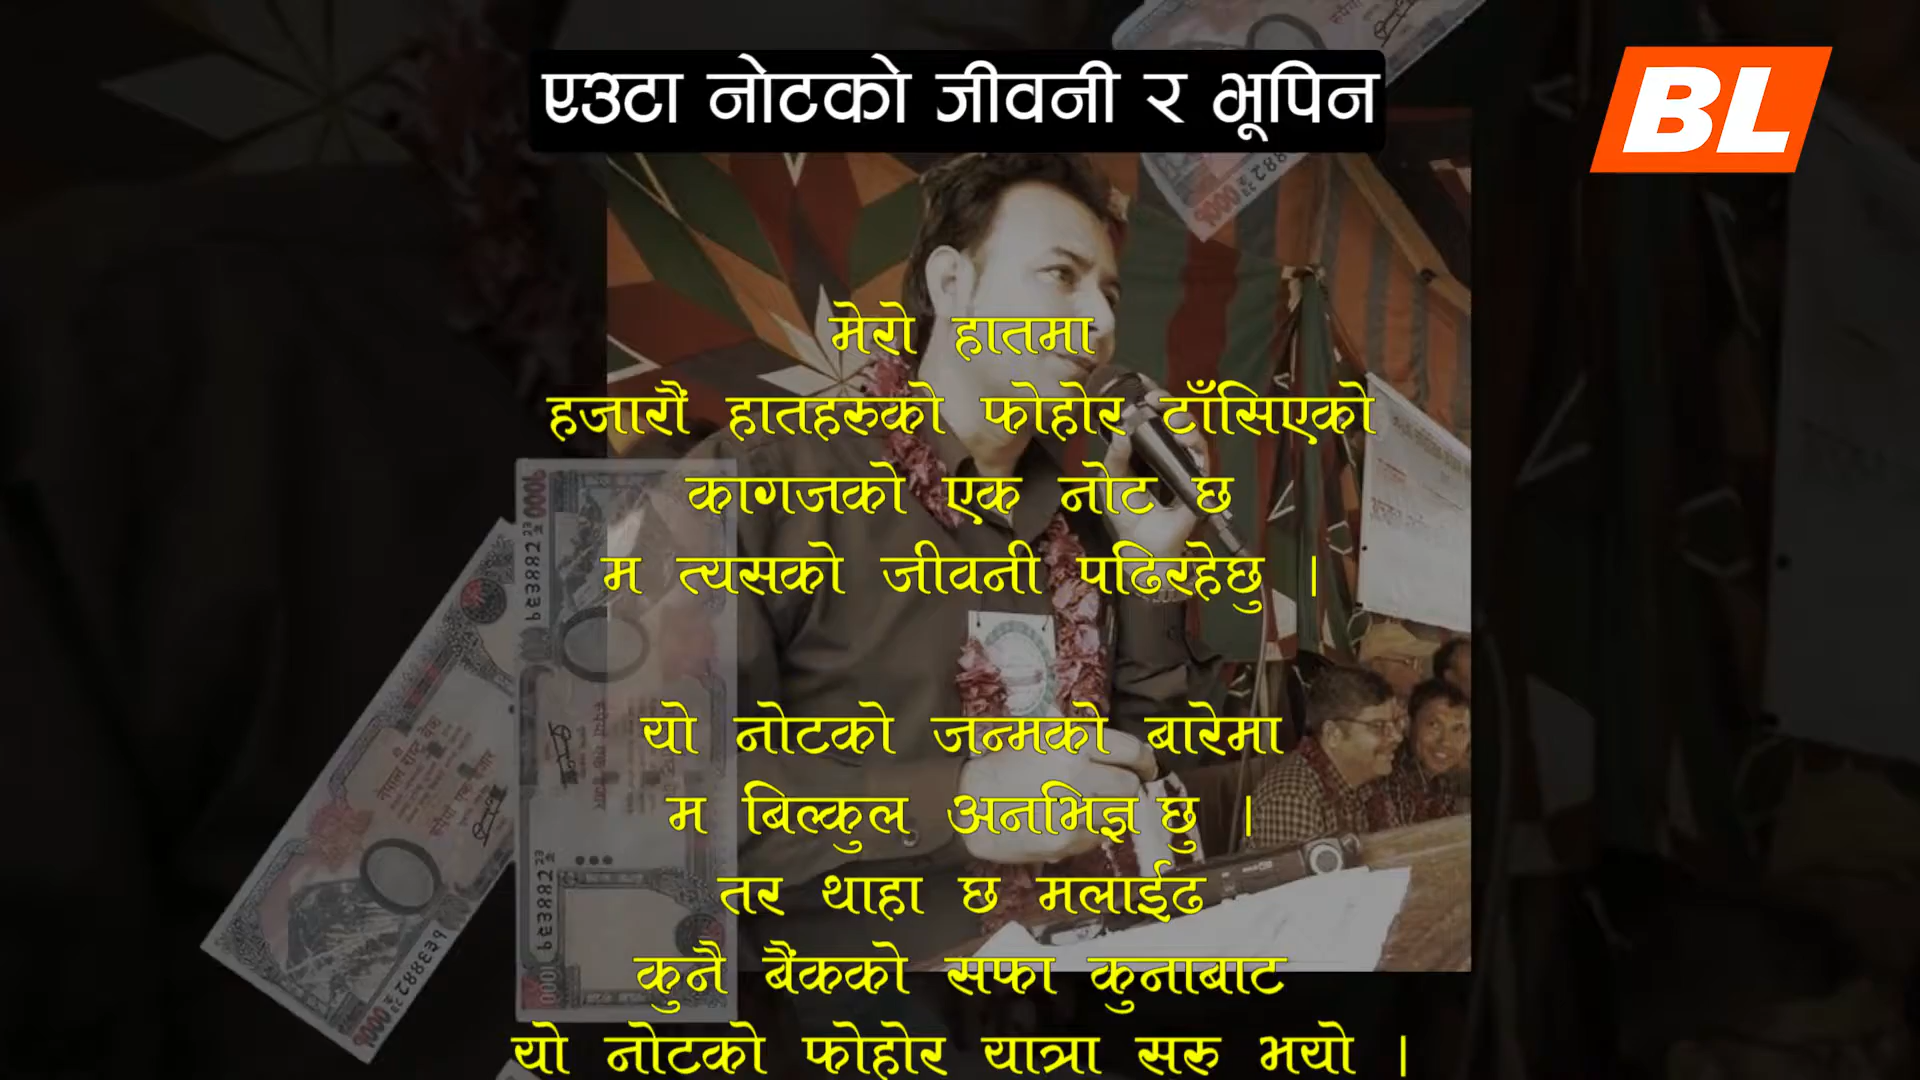 एउटा नोटको जीवनी र भूपिन
BL
मेरो हातमा
हजारौं हातहरुको फोहोर टाँसिएको
कागजको एक नोट छ
म त्यसको जीवनी पढिरहेछु ।
यो नोटको जन्मको बारेमा
म बिल्कुल अनभिज्ञ छु ।
तर थाहा छ मलाईढ
कुनै बैंकको सफा कुनाबाट
यो नोटको फोहोर यात्रा सरु भयो ।